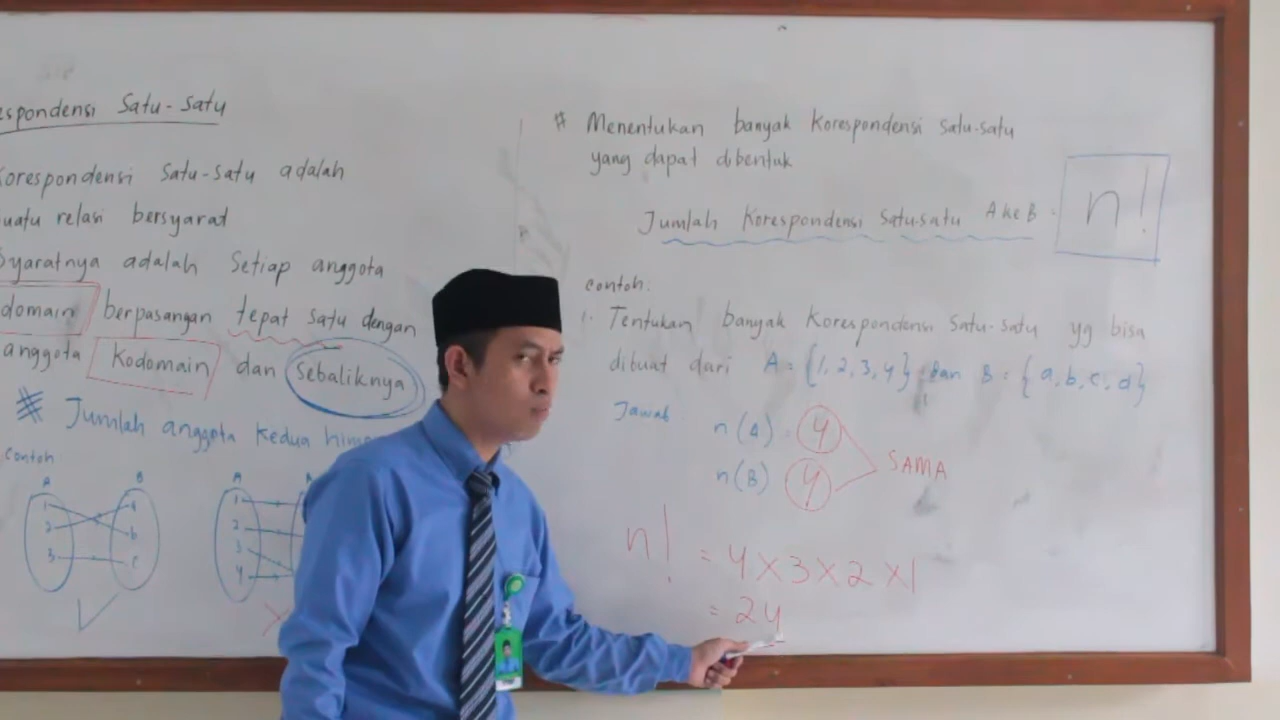 espondensi Satu-Satu
Korespondensi Satu-Satu adalah
uatu relasi bersyarat
Syaratnya adalah Setiap anggota
domain berpasangan tepat satu dengan
anggota Kodomain dan Sebaliknya
Jumlah anggota kedua himp
contoh
A B A
1 a 1
2 b 2
3 c 3
4
# Menentukan banyak Korespondensi Satu-satu
yang dapat dibentuk
Jumlah Korespondensi Satu-satu A ke B = n!
contoh:
1. Tentukan banyak Korespondensi Satu-satu yg bisa
dibuat dari A = {1, 2, 3, 4} Dan B = {a, b, c, d}
Jawab
n(A) = 4
n(B) 4
SAMA
n! = 4 X 3 X 2 X 1
= 24